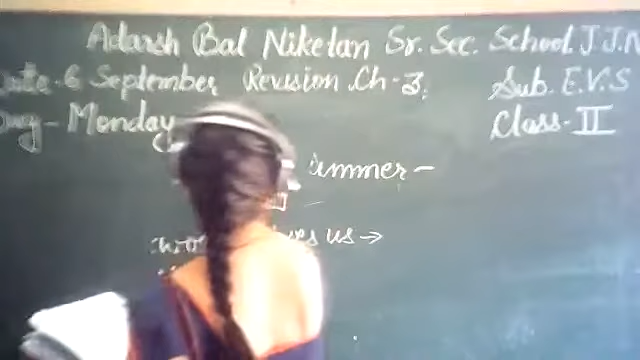 Adarsh Bal Niketan Sr. Sec. School J.J.N
Date - 6 September Revision Ch-3. Sub. E.V.S
Day - Monday Class - II
Summer -
us →